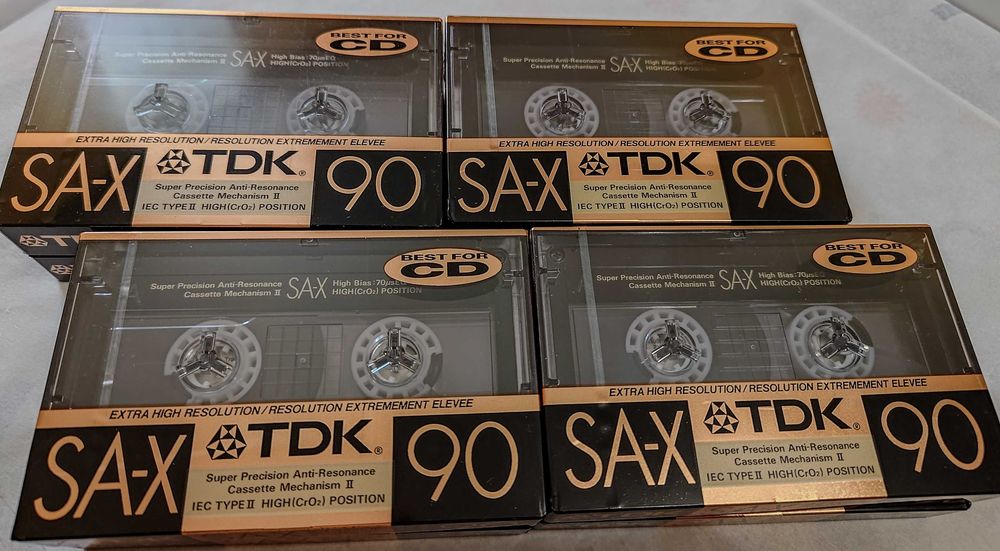 BEST FOR
CD
Super Precision Anti-Resonance
Cassette Mechanism II
SA-X
High Bias:70µsEQ
HIGH(CrO₂) POSITION
EXTRA HIGH RESOLUTION/RESOLUTION EXTREMEMENT ELEVEE
SA-X
TDK®
90
Super Precision Anti-Resonance
Cassette Mechanism II
IEC TYPE II HIGH(CrO₂) POSITION
BEST FOR
CD
Super Precision Anti-Resonance
Cassette Mechanism II
SA-X
High Bias:70µsEQ
HIGH(CrO₂) POSITION
EXTRA HIGH RESOLUTION/RESOLUTION EXTREMEMENT ELEVEE
SA-X
TDK®
90
Super Precision Anti-Resonance
Cassette Mechanism II
IEC TYPE II HIGH(CrO₂) POSITION
BEST FOR
CD
Super Precision Anti-Resonance
Cassette Mechanism II
SA-X
High Bias:70µsEQ
HIGH(CrO₂) POSITION
EXTRA HIGH RESOLUTION/RESOLUTION EXTREMEMENT ELEVEE
SA-X
TDK®
90
Super Precision Anti-Resonance
Cassette Mechanism II
IEC TYPE II HIGH(CrO₂) POSITION
BEST FOR
CD
Super Precision Anti-Resonance
Cassette Mechanism II
SA-X
High Bias:70µsEQ
HIGH(CrO₂) POSITION
EXTRA HIGH RESOLUTION/RESOLUTION EXTREMEMENT ELEVEE
SA-X
TDK®
90
Super Precision Anti-Resonance
Cassette Mechanism II
IEC TYPE II HIGH(CrO₂) POSITION